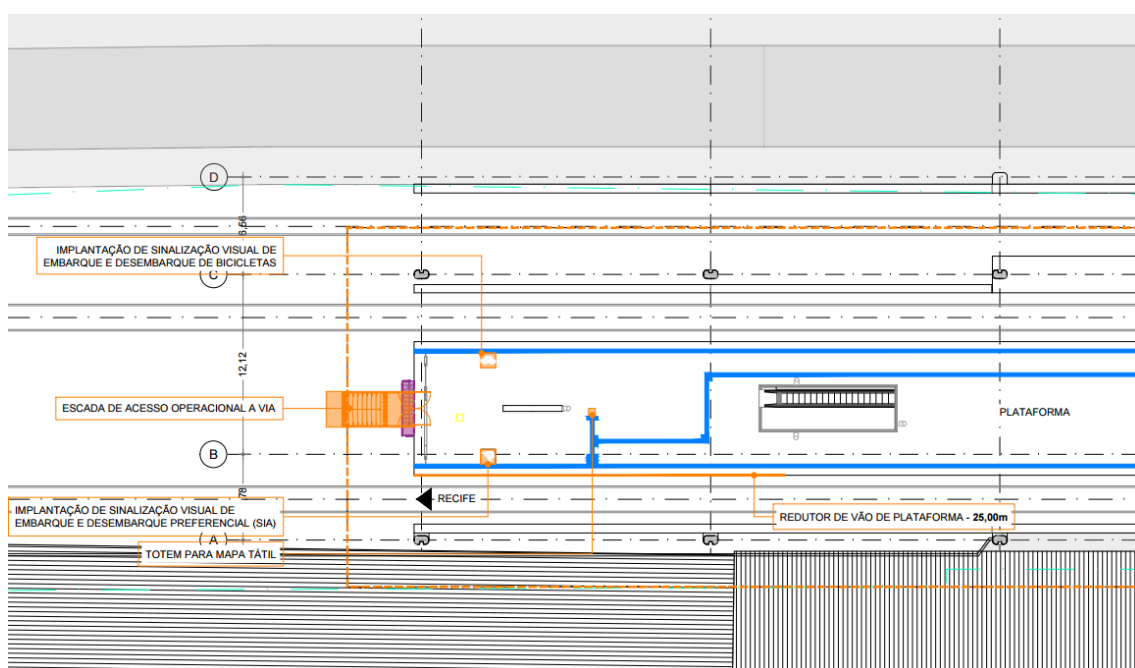 D
6,56
IMPLANTAÇÃO DE SINALIZAÇÃO VISUAL DE
EMBARQUE E DESEMBARQUE DE BICICLETAS
C
12,12
ESCADA DE ACESSO OPERACIONAL A VIA
PLATAFORMA
B
78
RECIFE
IMPLANTAÇÃO DE SINALIZAÇÃO VISUAL DE
EMBARQUE E DESEMBARQUE PREFERENCIAL (SIA)
REDUTOR DE VÃO DE PLATAFORMA - 25,00m
A
TOTEM PARA MAPA TÁTIL